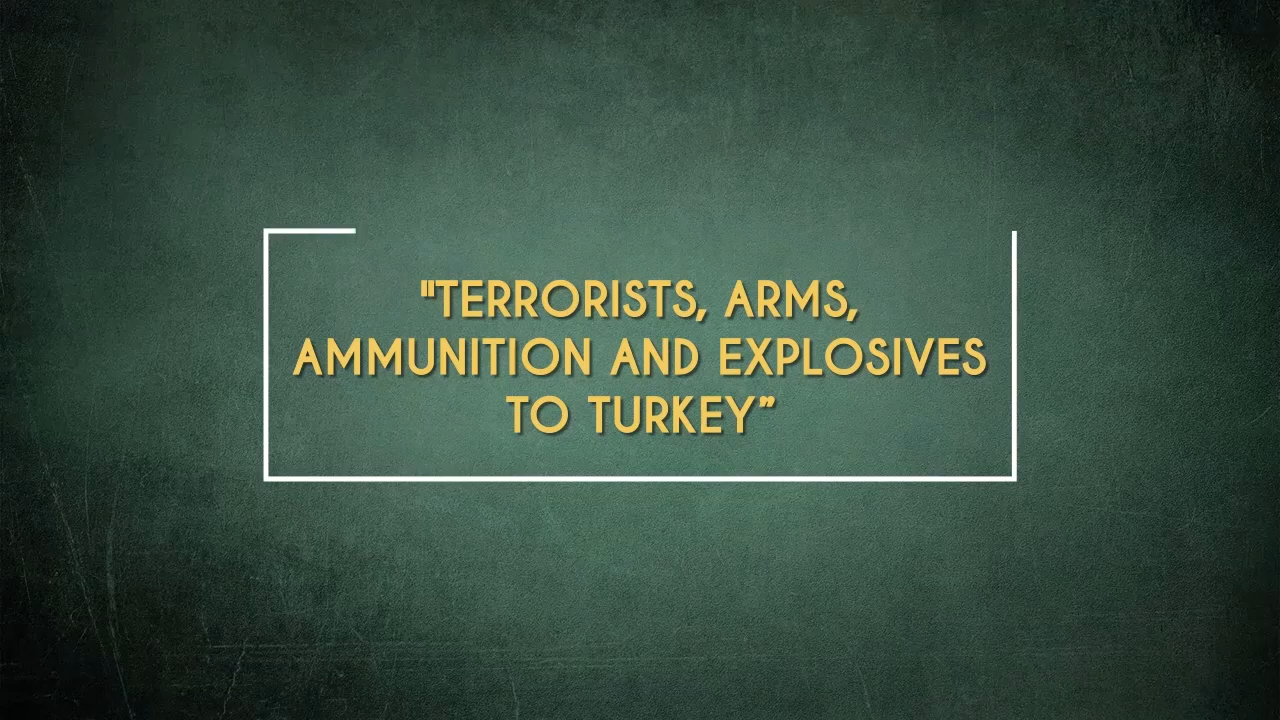 "TERRORISTS, ARMS,
AMMUNITION AND EXPLOSIVES
TO TURKEY”